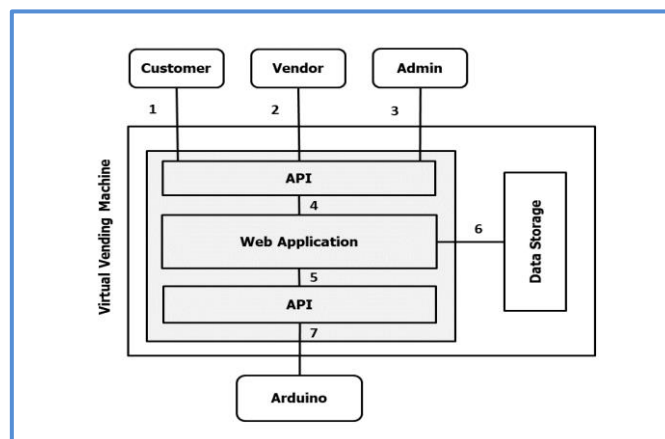 Customer
Vendor
Admin
1
2
3
Virtual Vending Machine
API
4
Web Application
6
Data Storage
5
API
7
Arduino